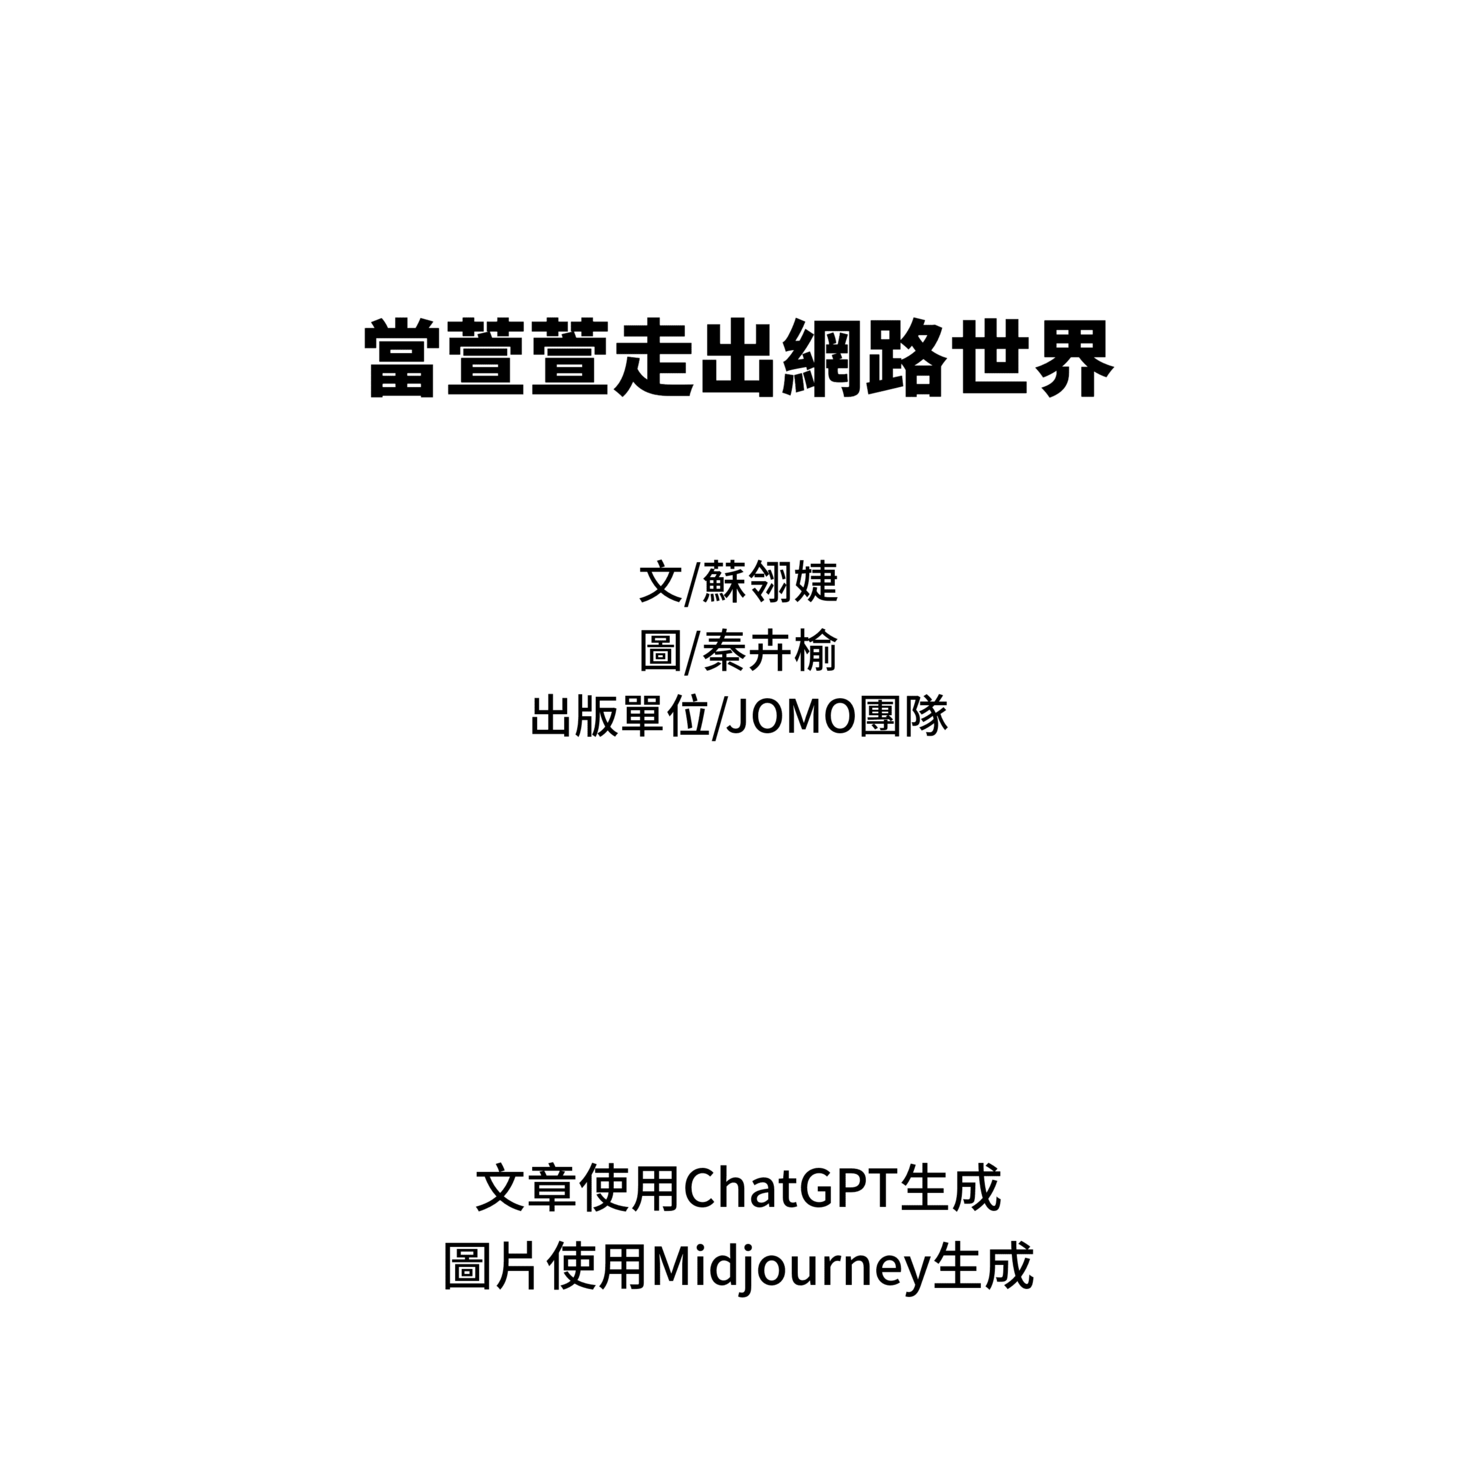 當萱萱走出網路世界
文/蘇翎婕
圖/秦卉榆
出版單位/JOMO團隊
文章使用ChatGPT生成
圖片使用Midjourney生成